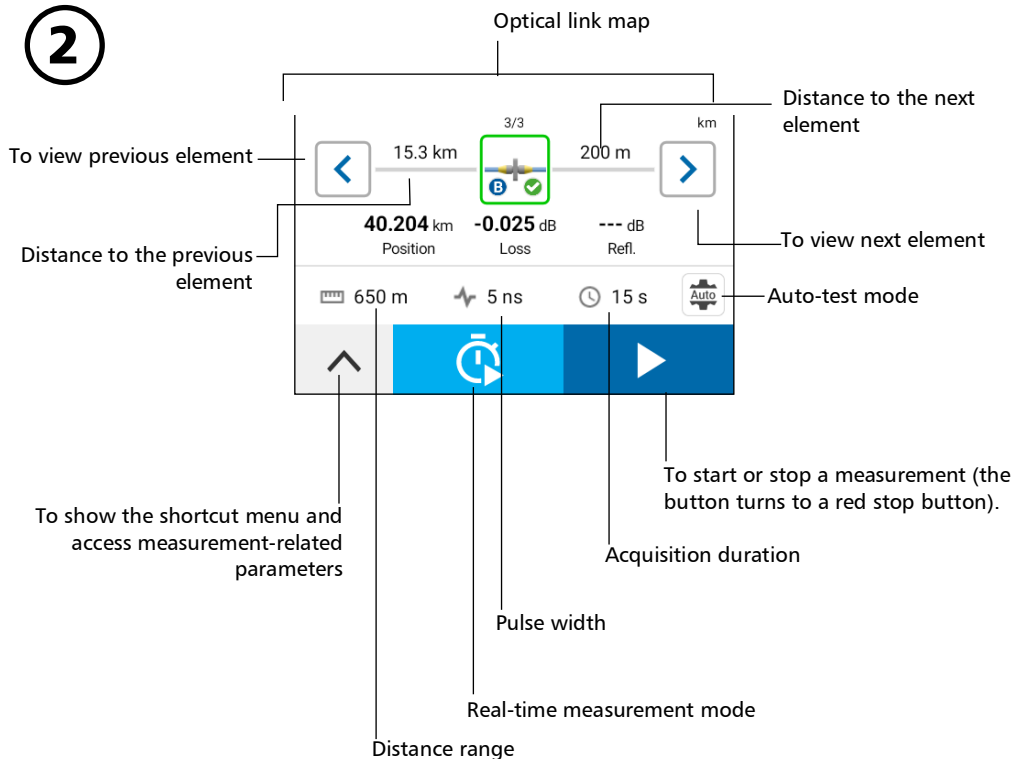 2
Optical link map
Distance to the next
element
3/3
km
To view previous element
15.3 km
200 m
B
40.204 km
-0.025 dB
--- dB
Position
Loss
Refl.
To view next element
Distance to the previous
element
650 m
5 ns
15 s
Auto
Auto-test mode
To start or stop a measurement (the
button turns to a red stop button).
To show the shortcut menu and
access measurement-related
parameters
Acquisition duration
Pulse width
Real-time measurement mode
Distance range